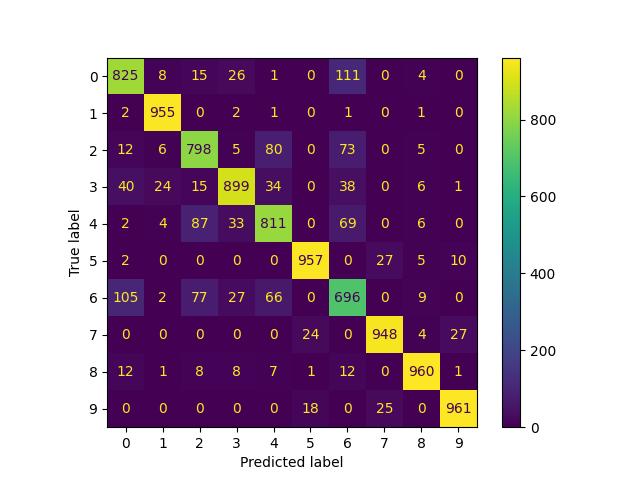 0 825 8 15 26 1 0 111 0 4 0
1 2 955 0 2 1 0 1 0 1 0
2 12 6 798 5 80 0 73 0 5 0
3 40 24 15 899 34 0 38 0 6 1
4 2 4 87 33 811 0 69 0 6 0
5 2 0 0 0 0 957 0 27 5 10
6 105 2 77 27 66 0 696 0 9 0
7 0 0 0 0 0 24 0 948 4 27
8 12 1 8 8 7 1 12 0 960 1
9 0 0 0 0 0 18 0 25 0 961
0 1 2 3 4 5 6 7 8 9
Predicted label
True label
800
600
400
200
0